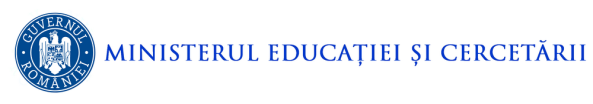 GUVERNUL
ROMÂNIEI
MINISTERUL EDUCAȚIEI ȘI CERCETĂRII